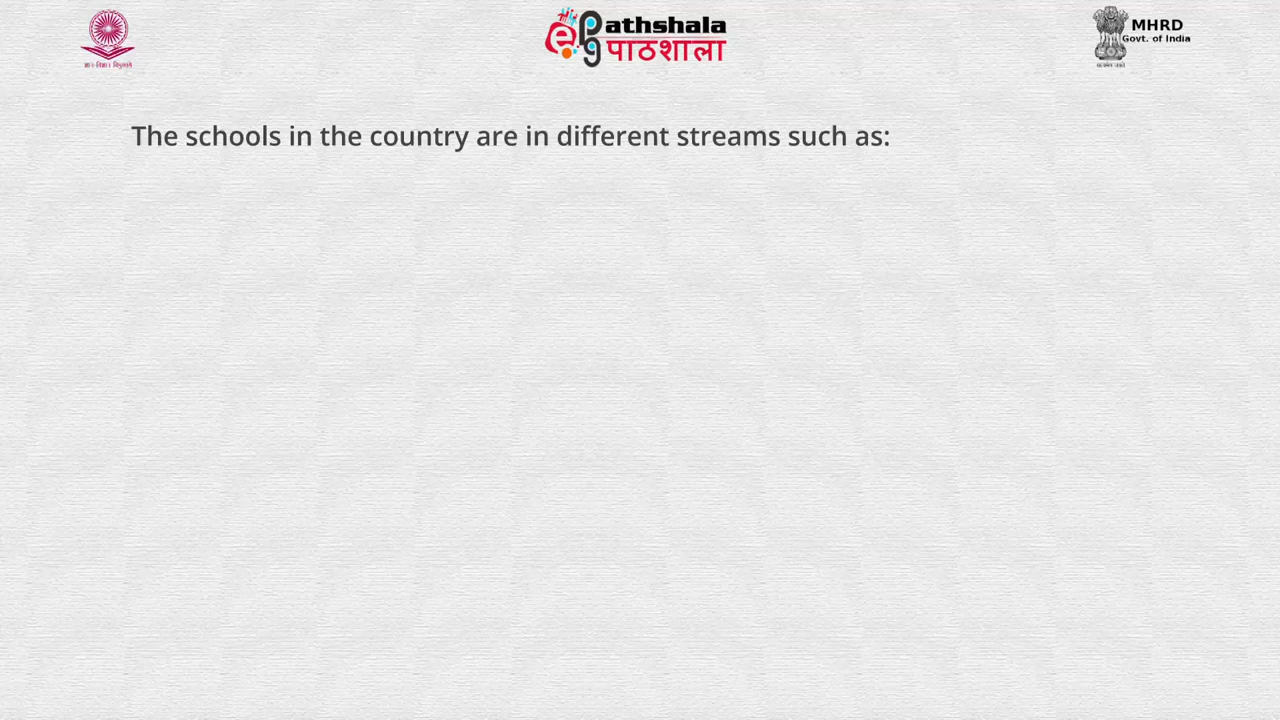 ePathshala
पाठशाला
MHRD
Govt. of India
The schools in the country are in different streams such as: